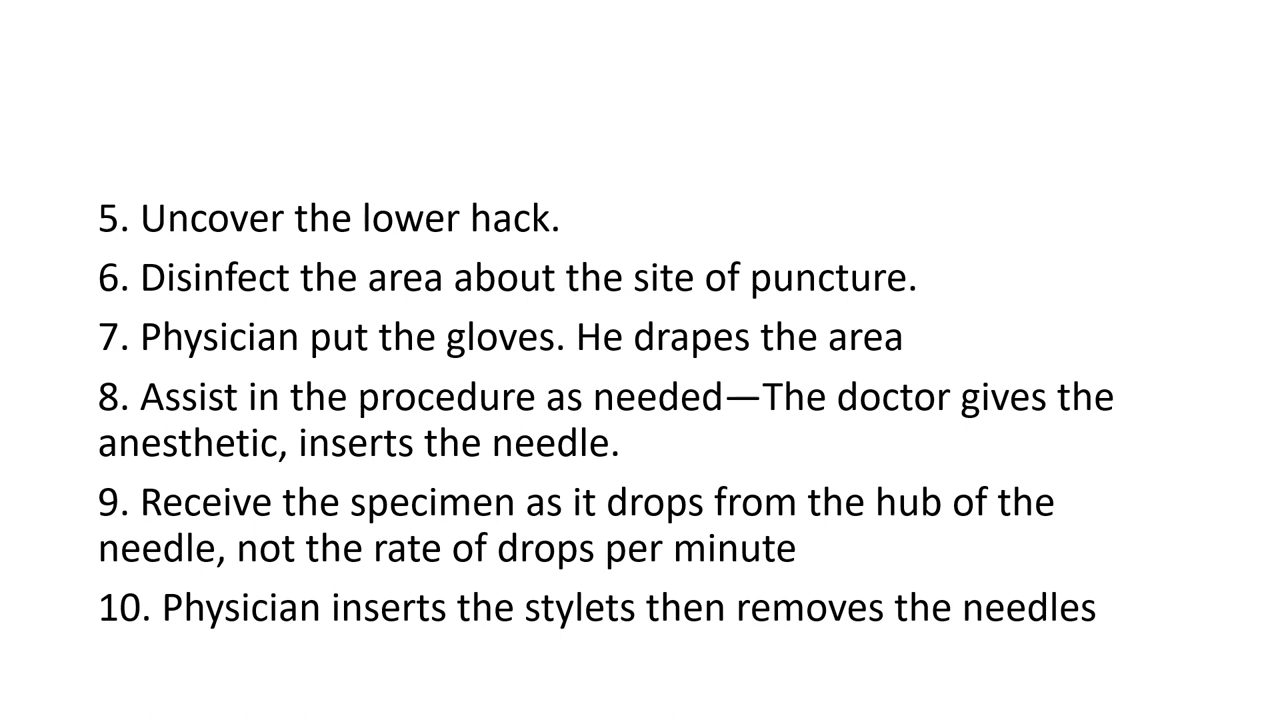 5. Uncover the lower hack.
6. Disinfect the area about the site of puncture.
7. Physician put the gloves. He drapes the area
8. Assist in the procedure as needed—The doctor gives the
anesthetic, inserts the needle.
9. Receive the specimen as it drops from the hub of the
needle, not the rate of drops per minute
10. Physician inserts the stylets then removes the needles